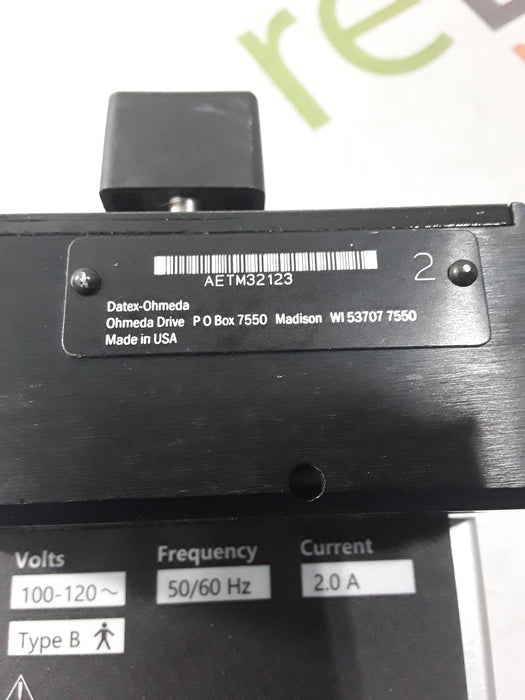 re
AETM32123
2
Datex-Ohmeda
Ohmeda Drive P O Box 7550 Madison WI 53707 7550
Made in USA
Volts Frequency Current
100-120~ 50/60 Hz 2.0 A
Type B